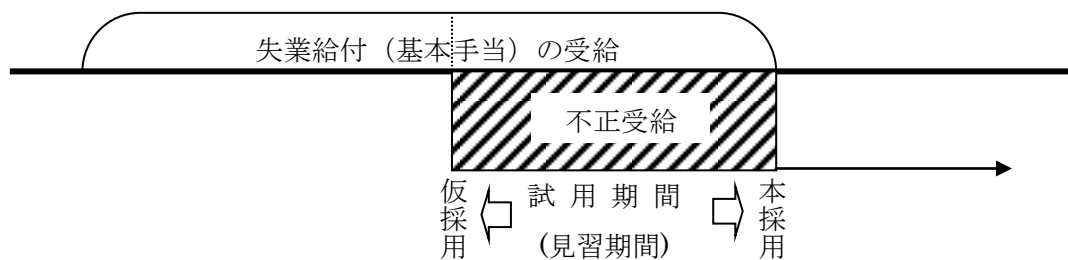 失業給付（基本手当）の受給
不正受給
仮採用
試用期間
(見習期間)
本採用